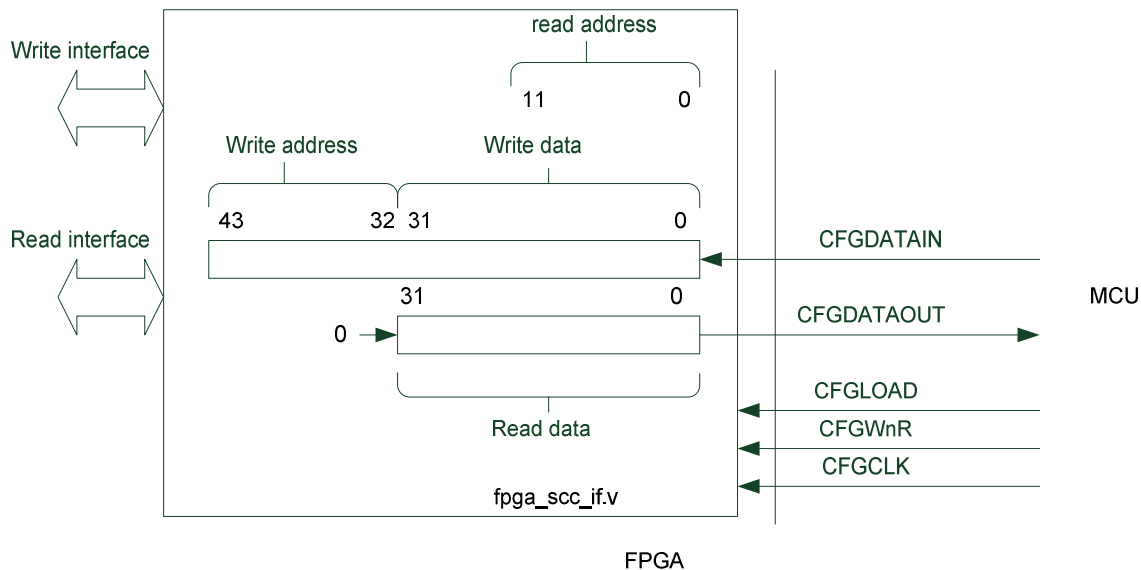 read address
Write interface
11 0
Write address Write data
43 32 31 0
Read interface
CFGDATAIN
31 0
MCU
CFGDATAOUT
0
CFGLOAD
Read data
CFGWnR
CFGCLK
fpga_scc_if.v
FPGA